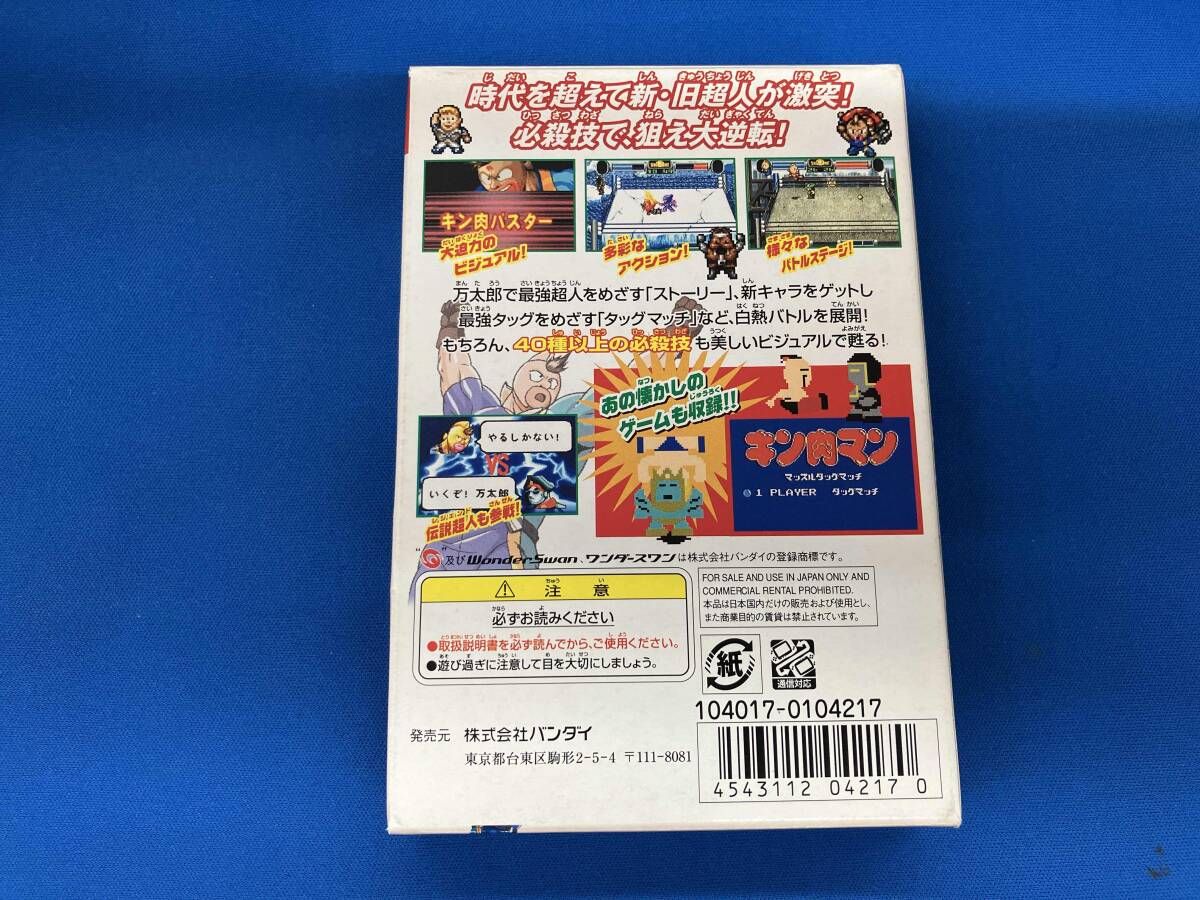 時代を超えて新・旧超人が激突!
必殺技で、狙え大逆転!
キン肉バスター
大迫力の
ビジュアル!
多彩な
アクション!
様々な
バトルステージ!
万太郎で最強超人をめざす「ストーリー」、新キャラをゲットし
最強タッグをめざす「タッグマッチ」など、白熱バトルを展開!
もちろん、40種以上の必殺技も美しいビジュアルで甦る!
やるしかない!
VS
いくぞ! 万太郎
伝説超人も参戦!
あの懐かしの
ゲームも収録!!
キン肉マン
マッスルタッグマッチ
1 PLAYER タッグマッチ
及び WonderSwan、ワンダースワンは株式会社バンダイの登録商標です。
注意
必ずお読みください
●取扱説明書を必ず読んでから、ご使用ください。
●遊び過ぎに注意して目を大切にしましょう。
FOR SALE AND USE IN JAPAN ONLY AND
COMMERCIAL RENTAL PROHIBITED.
本品は日本国内だけの販売および使用とし、
また商業目的の賃貸は禁止されています。
紙
通信対応
104017-0104217
発売元 株式会社バンダイ
東京都台東区駒形2-5-4 〒111-8081
4543112 04217 0